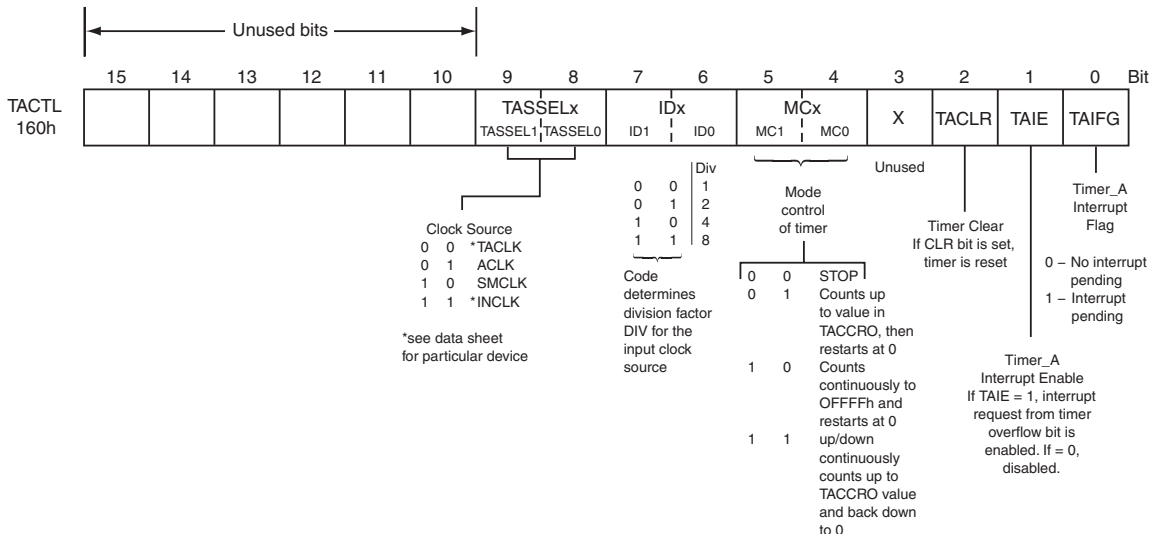 Unused bits
15 14 13 12 11 10 9 8 7 6 5 4 3 2 1 0 Bit
TACTL
160h
TASSELx IDx MCx X TACLR TAIE TAIFG
TASSEL1 TASSEL0 ID1 ID0 MC1 MC0
Clock Source
0 0 *TACLK
0 1 ACLK
1 0 SMCLK
1 1 *INCLK
*see data sheet
for particular device
Div
0 0 1
0 1 2
1 0 4
1 1 8
Code
determines
division factor
DIV for the
input clock
source
Mode
control
of timer
0 0 STOP
0 1 Counts up
to value in
TACCRO, then
restarts at 0
1 0 Counts
continuously to
OFFFFh and
restarts at 0
1 1 up/down
continuously
counts up to
TACCRO value
and back down
to 0
Unused
Timer Clear
If CLR bit is set,
timer is reset
Timer_A
Interrupt Enable
If TAIE = 1, interrupt
request from timer
overflow bit is
enabled. If = 0,
disabled.
Timer_A
Interrupt
Flag
0 – No interrupt
pending
1 – Interrupt
pending